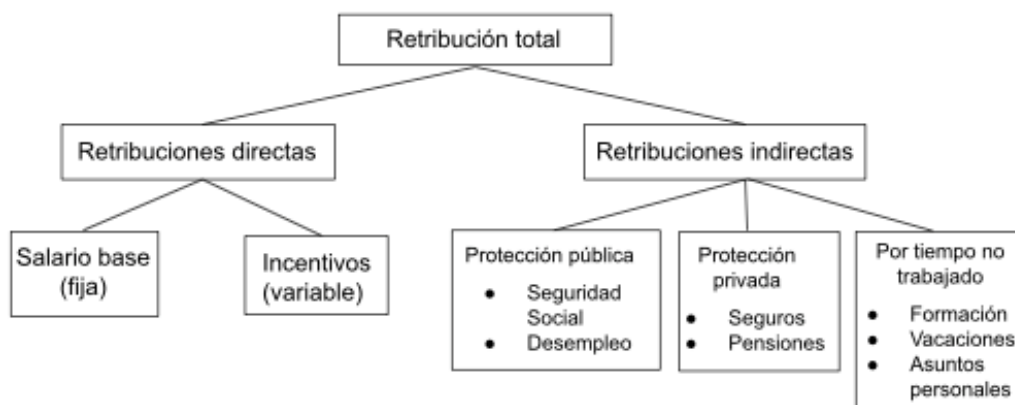 Retribución total
Retribuciones directas
Retribuciones indirectas
Salario base
(fija)
Incentivos
(variable)
Protección pública
● Seguridad
Social
● Desempleo
Protección
privada
● Seguros
● Pensiones
Por tiempo no
trabajado
● Formación
● Vacaciones
● Asuntos
personales